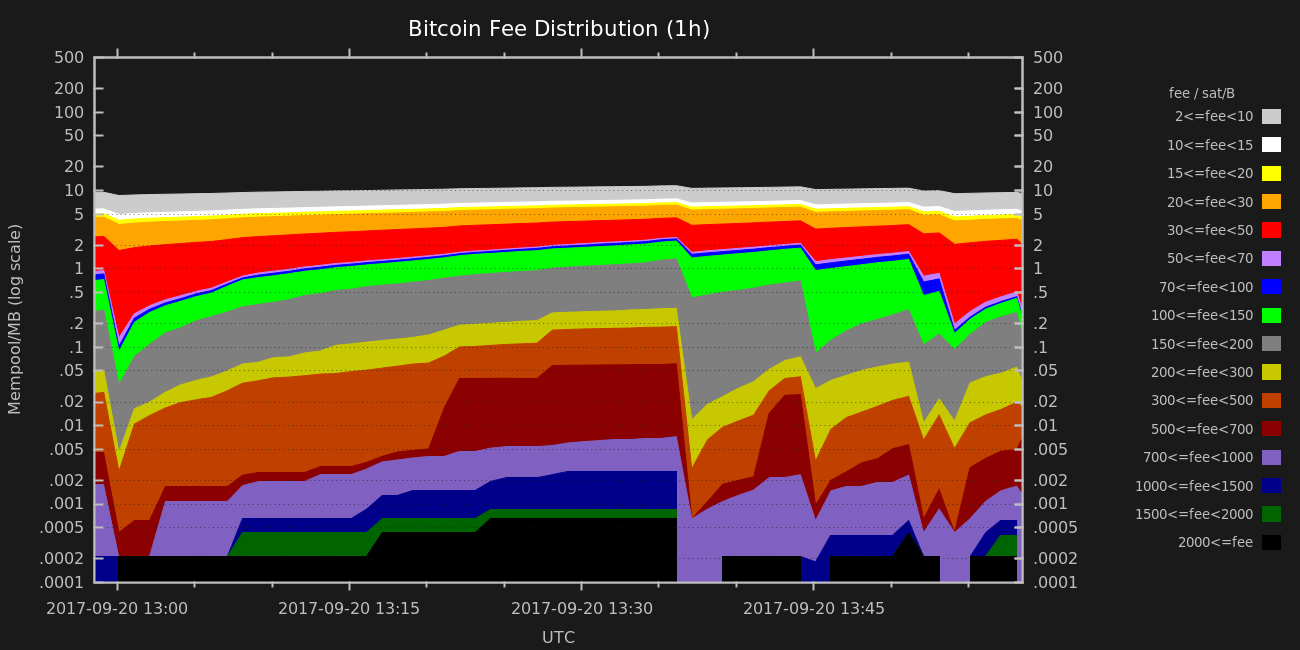 Bitcoin Fee Distribution (1h)
Mempool/MB (log scale)
500
200
100
50
20
10
5
2
1
.5
.2
.1
.05
.02
.01
.005
.002
.001
.0005
.0002
.0001
500
200
100
50
20
10
5
2
1
.5
.2
.1
.05
.02
.01
.005
.002
.001
.0005
.0002
.0001
2017-09-20 13:00
2017-09-20 13:15
2017-09-20 13:30
2017-09-20 13:45
UTC
fee / sat/B
2<=fee<10
10<=fee<15
15<=fee<20
20<=fee<30
30<=fee<50
50<=fee<70
70<=fee<100
100<=fee<150
150<=fee<200
200<=fee<300
300<=fee<500
500<=fee<700
700<=fee<1000
1000<=fee<1500
1500<=fee<2000
2000<=fee